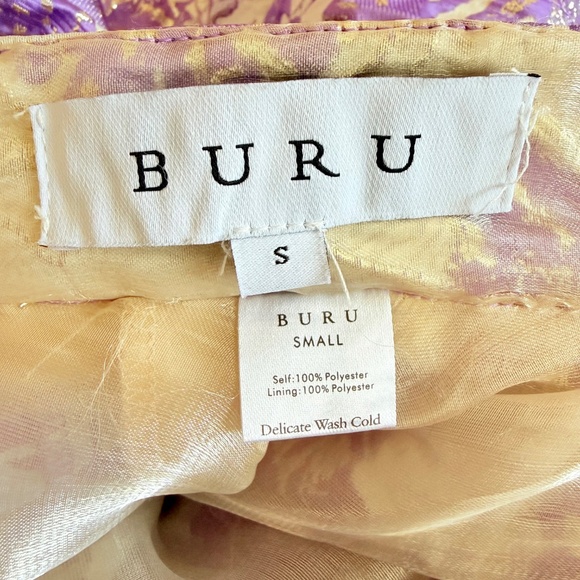 BURU
S
BURU
SMALL
Self:100% Polyester
Lining:100% Polyester
Delicate Wash Cold